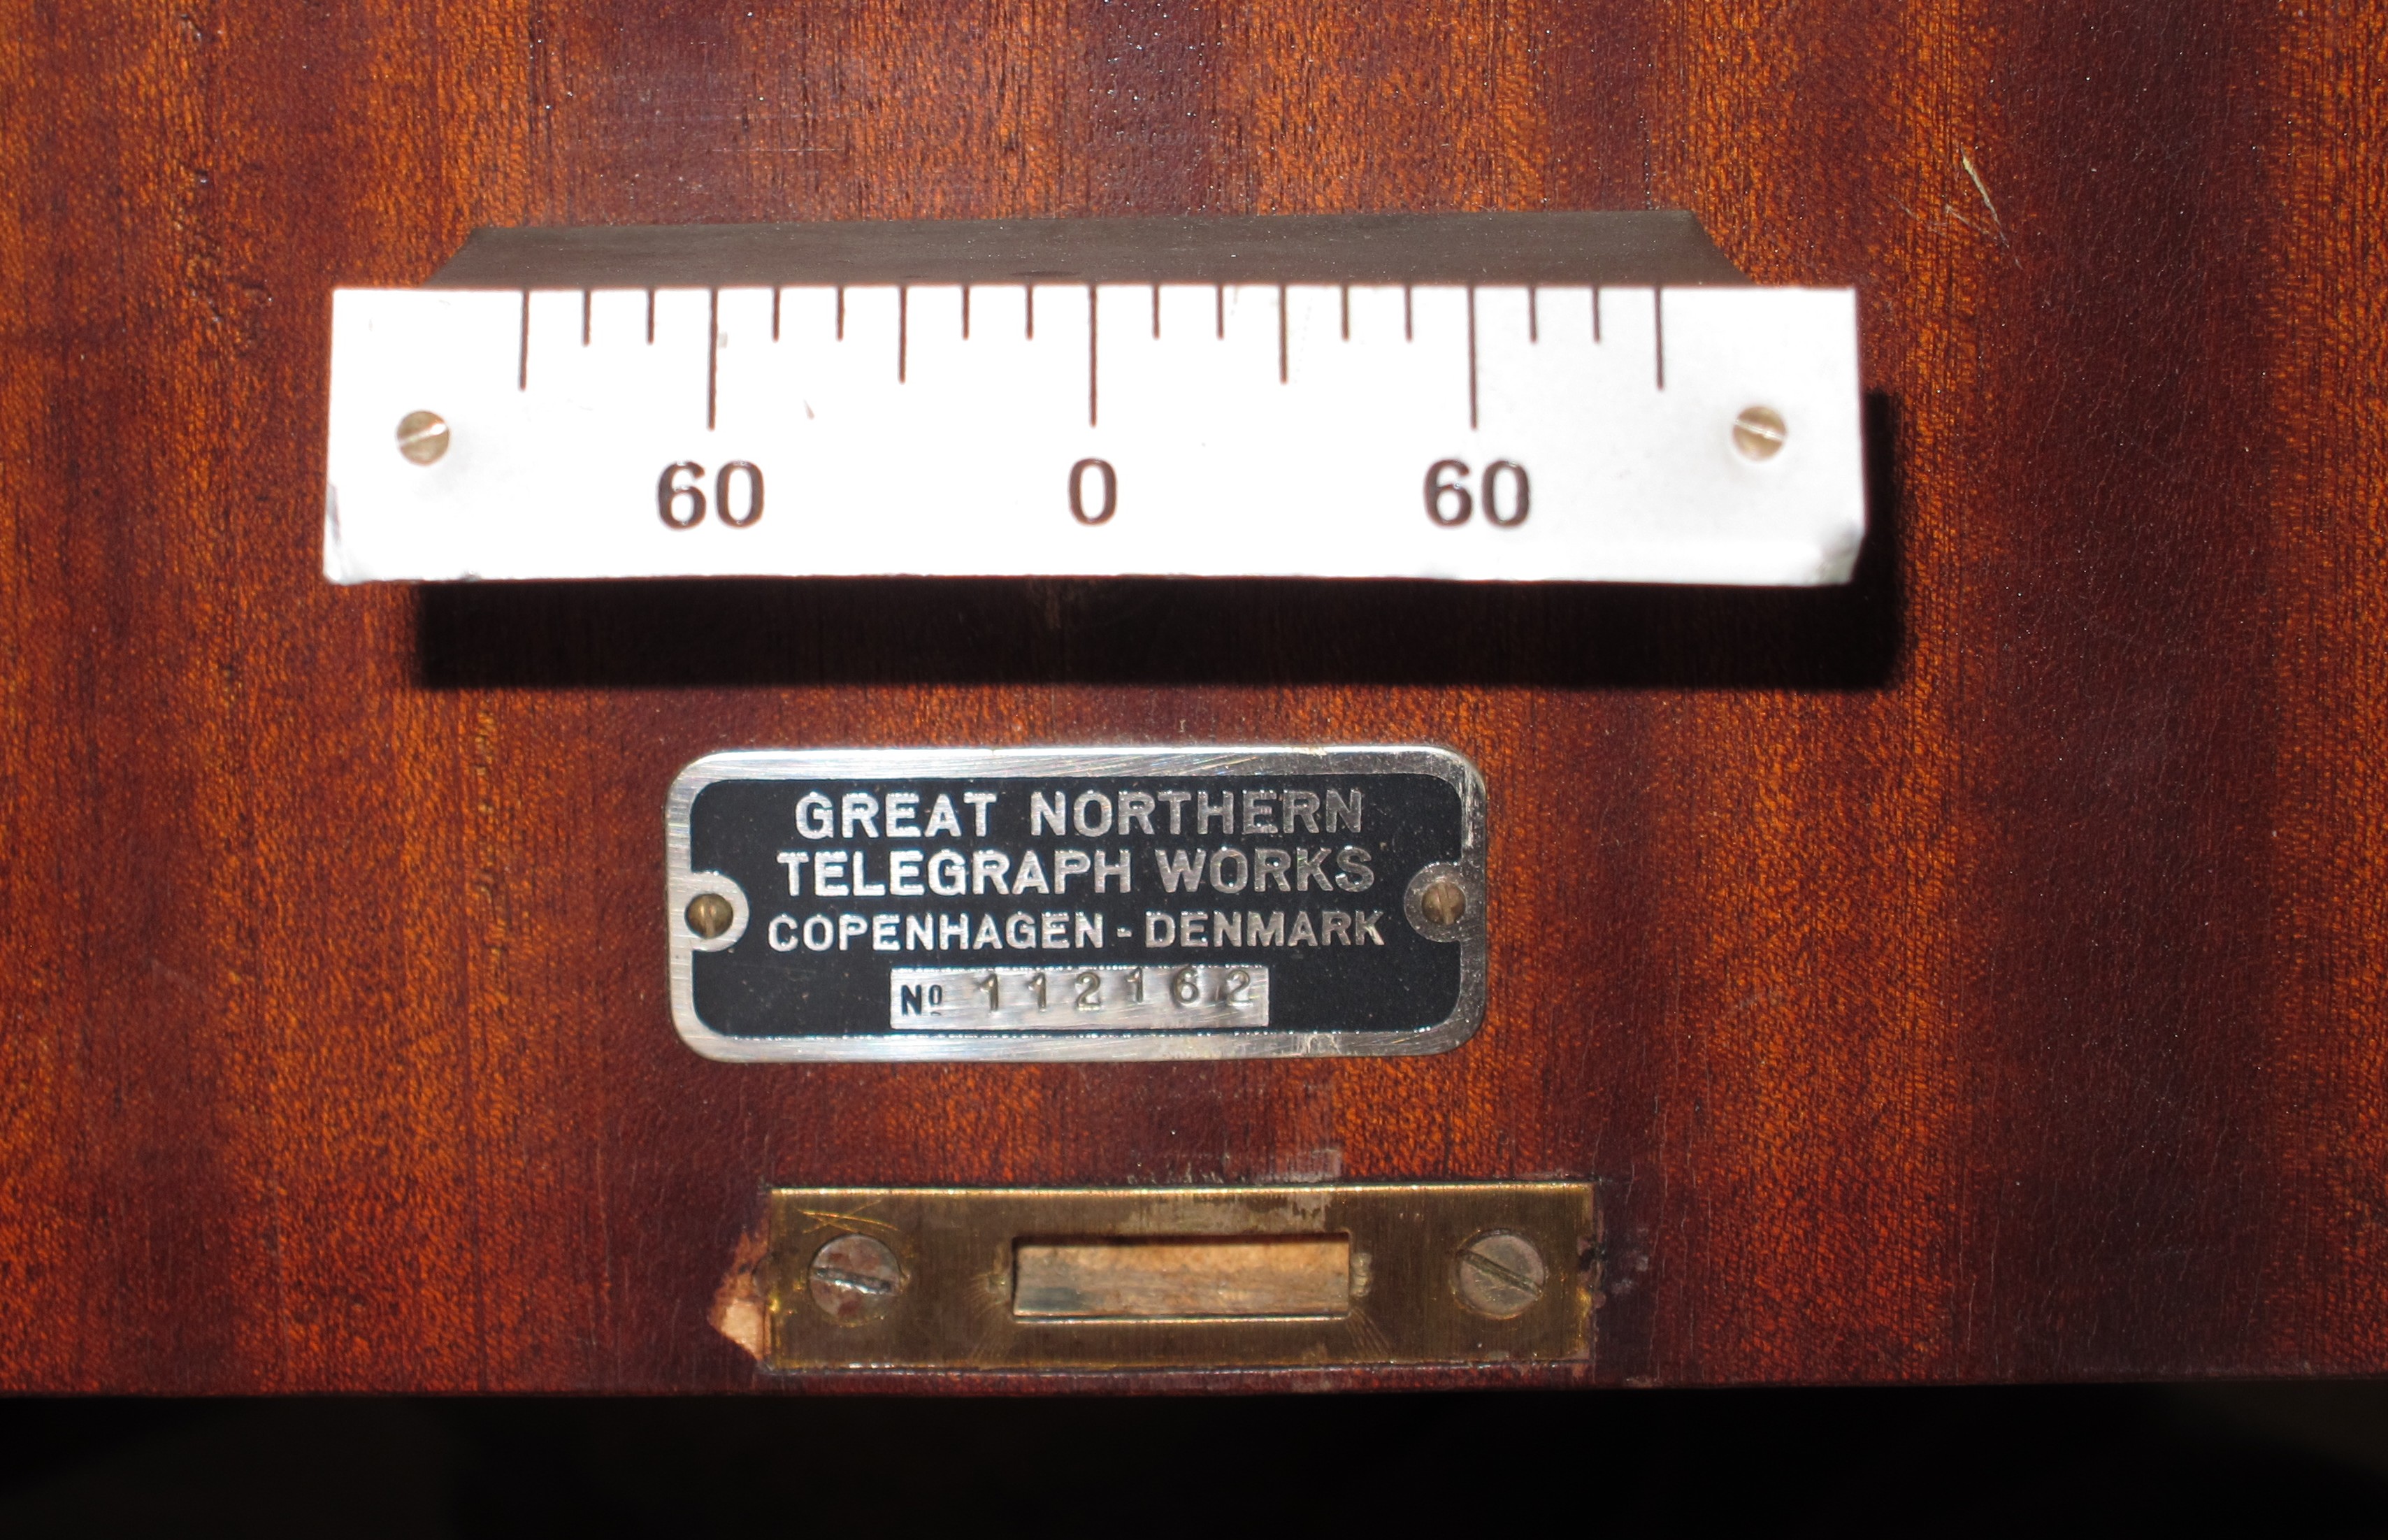 60 0 60
GREAT NORTHERN
TELEGRAPH WORKS
COPENHAGEN - DENMARK
No 112162